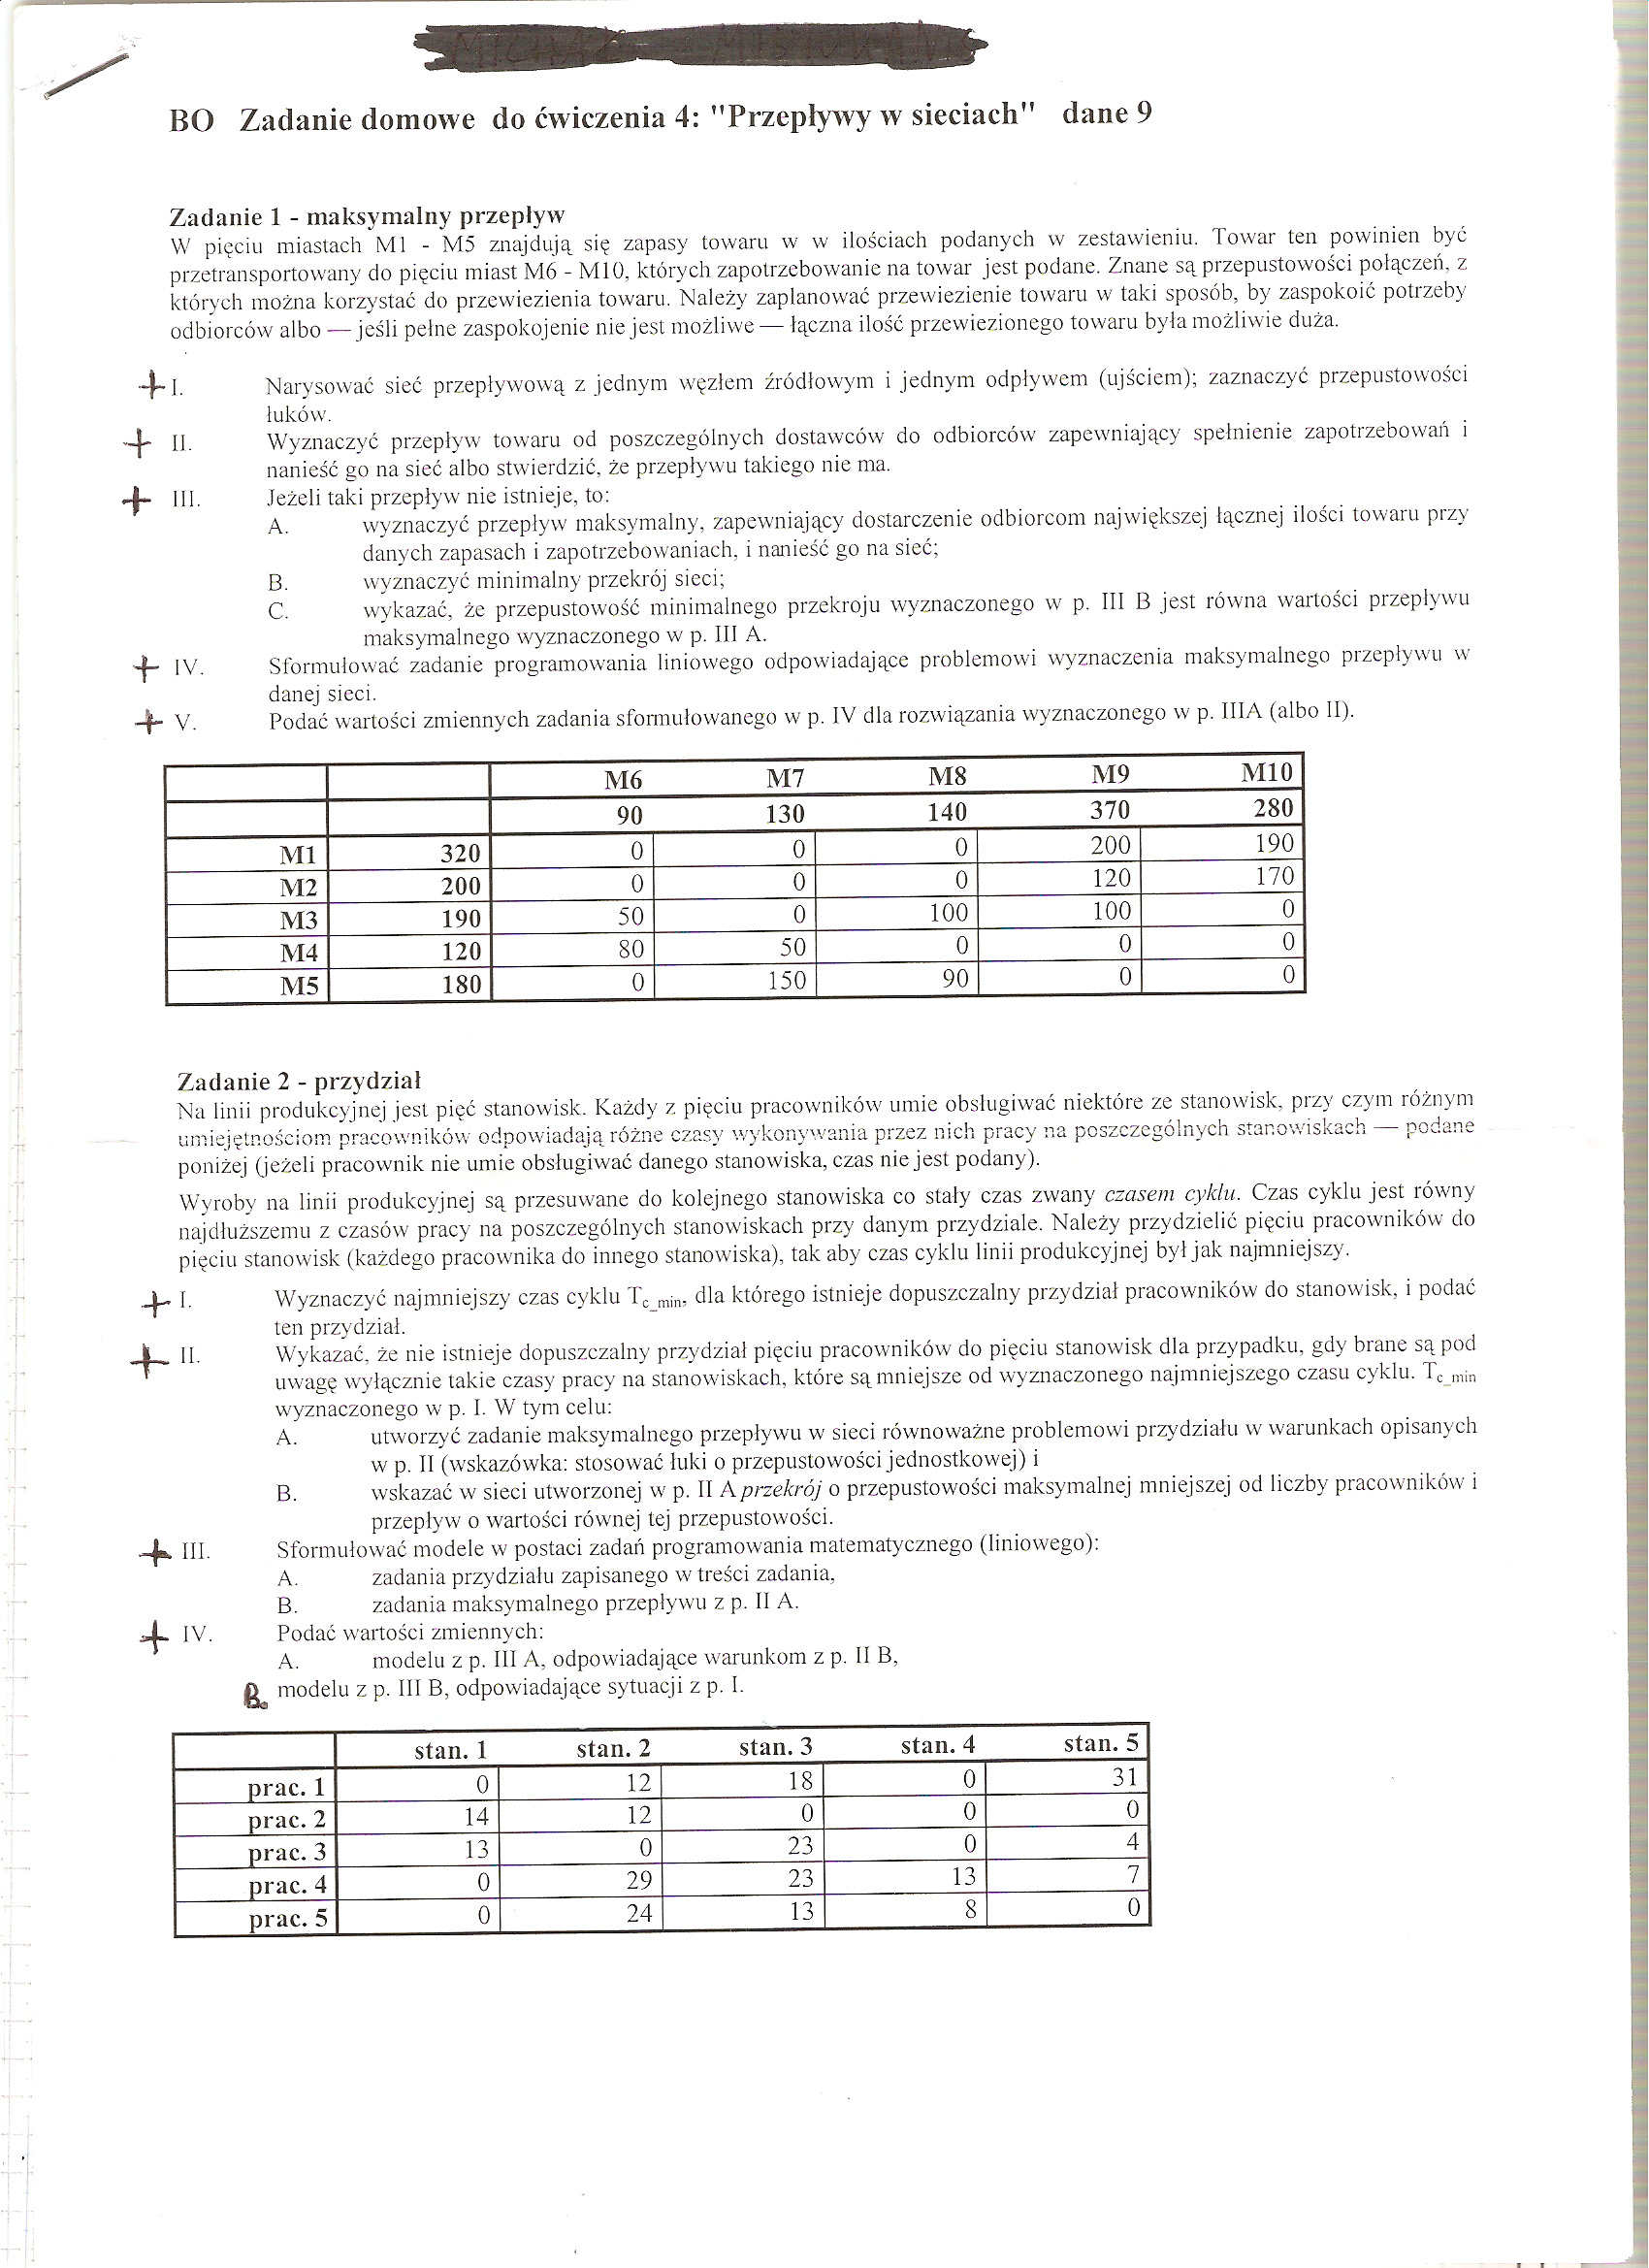 BO Zadanie domowe do ćwiczenia 4: "Przepływy w sieciach" dane 9
Zadanie 1 - maksymalny przepływ
W pięciu miastach M1 - M5 znajdują się zapasy towaru w w ilościach podanych w zestawieniu. Towar ten powinien być
przetransportowany do pięciu miast M6 - M10, których zapotrzebowanie na towar jest podane. Znane są przepustowości połączeń, z
których można korzystać do przewiezienia towaru. Należy zaplanować przewiezienie towaru w taki sposób, by zaspokoić potrzeby
odbiorców albo — jeśli pełne zaspokojenie nie jest możliwe — łączna ilość przewiezionego towaru była możliwie duża.
+ I. Narysować sieć przepływową z jednym węzłem źródłowym i jednym odpływem (ujściem); zaznaczyć przepustowości
łuków.
+ II. Wyznaczyć przepływ towaru od poszczególnych dostawców do odbiorców zapewniający spełnienie zapotrzebowań i
nanieść go na sieć albo stwierdzić, że przepływu takiego nie ma.
+ III. Jeżeli taki przepływ nie istnieje, to:
A. wyznaczyć przepływ maksymalny, zapewniający dostarczenie odbiorcom największej łącznej ilości towaru przy
danych zapasach i zapotrzebowaniach, i nanieść go na sieć;
B. wyznaczyć minimalny przekrój sieci;
C. wykazać, że przepustowość minimalnego przekroju wyznaczonego w p. III B jest równa wartości przepływu
maksymalnego wyznaczonego w p. III A.
+ IV. Sformułować zadanie programowania liniowego odpowiadające problemowi wyznaczenia maksymalnego przepływu w
danej sieci.
+ V. Podać wartości zmiennych zadania sformułowanego w p. IV dla rozwiązania wyznaczonego w p. IIIA (albo II).
M6 M7 M8 M9 M10
90 130 140 370 280
M1 320 0 0 0 200 190
M2 200 0 0 0 120 170
M3 190 50 0 100 100 0
M4 120 80 50 0 0 0
M5 180 0 150 90 0 0
Zadanie 2 - przydział
Na linii produkcyjnej jest pięć stanowisk. Każdy z pięciu pracowników umie obsługiwać niektóre ze stanowisk, przy czym różnym
umiejętnościom pracowników odpowiadają różne czasy wykonywania przez nich pracy na poszczególnych stanowiskach — podane
poniżej (jeżeli pracownik nie umie obsługiwać danego stanowiska, czas nie jest podany).
Wyroby na linii produkcyjnej są przesuwane do kolejnego stanowiska co stały czas zwany czasem cyklu. Czas cyklu jest równy
najdłuższemu z czasów pracy na poszczególnych stanowiskach przy danym przydziale. Należy przydzielić pięciu pracowników do
pięciu stanowisk (każdego pracownika do innego stanowiska), tak aby czas cyklu linii produkcyjnej był jak najmniejszy.
+ I. Wyznaczyć najmniejszy czas cyklu Tc_min, dla którego istnieje dopuszczalny przydział pracowników do stanowisk, i podać
ten przydział.
+ II. Wykazać, że nie istnieje dopuszczalny przydział pięciu pracowników do pięciu stanowisk dla przypadku, gdy brane są pod
uwagę wyłącznie takie czasy pracy na stanowiskach, które są mniejsze od wyznaczonego najmniejszego czasu cyklu. Tc_min
wyznaczonego w p. I. W tym celu:
A. utworzyć zadanie maksymalnego przepływu w sieci równoważne problemowi przydziału w warunkach opisanych
w p. II (wskazówka: stosować łuki o przepustowości jednostkowej) i
B. wskazać w sieci utworzonej w p. II A przekrój o przepustowości maksymalnej mniejszej od liczby pracowników i
przepływ o wartości równej tej przepustowości.
+ III. Sformułować modele w postaci zadań programowania matematycznego (liniowego):
A. zadania przydziału zapisanego w treści zadania,
B. zadania maksymalnego przepływu z p. II A.
+ IV. Podać wartości zmiennych:
A. modelu z p. III A, odpowiadające warunkom z p. II B,
B. modelu z p. III B, odpowiadające sytuacji z p. I.
stan. 1 stan. 2 stan. 3 stan. 4 stan. 5
prac. 1 0 12 18 0 31
prac. 2 14 12 0 0 0
prac. 3 13 0 23 0 4
prac. 4 0 29 23 13 7
prac. 5 0 24 13 8 0